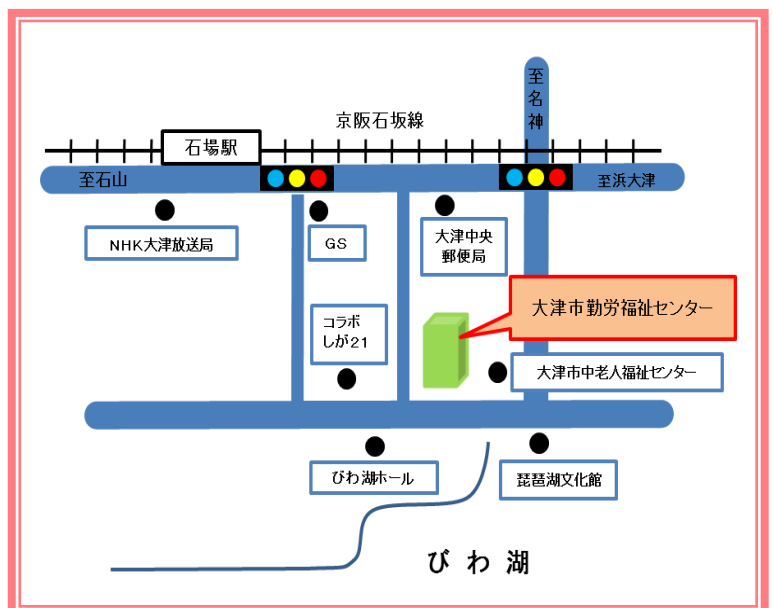 至名神
京阪石坂線
石場駅
至石山
至浜大津
NHK大津放送局
GS
大津中央
郵便局
大津市勤労福祉センター
コラボ
しが21
大津市中老人福祉センター
びわ湖ホール
琵琶湖文化館
びわ湖